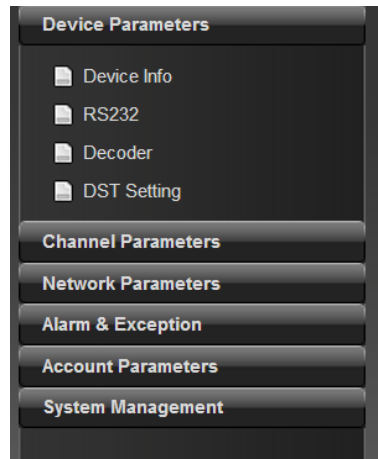 Device Parameters
Device Info
RS232
Decoder
DST Setting
Channel Parameters
Network Parameters
Alarm & Exception
Account Parameters
System Management